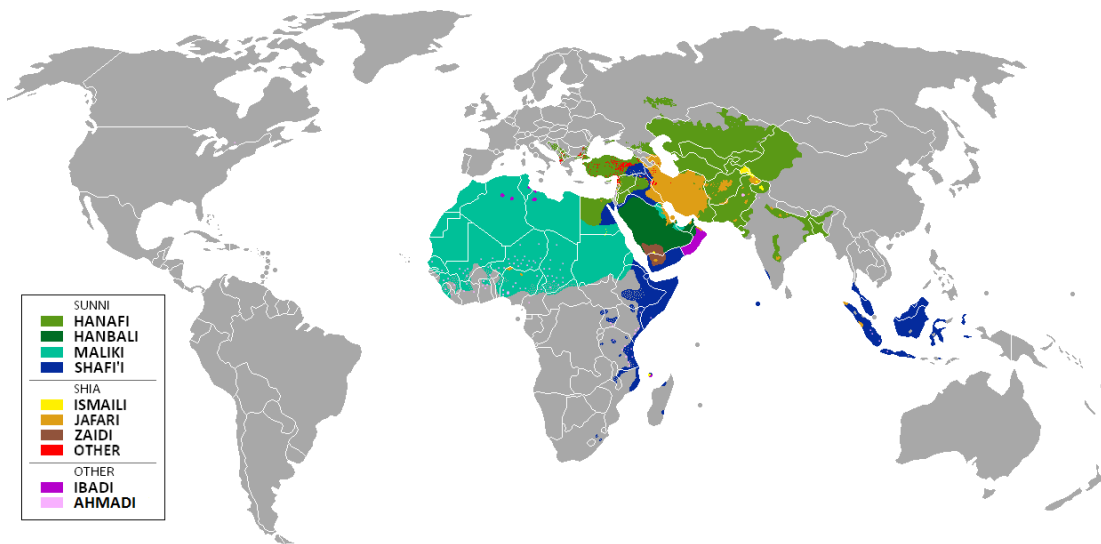 SUNNI
HANAFI
HANBALI
MALIKI
SHAFI'I
SHIA
ISMAILI
JAFARI
ZAIDI
OTHER
OTHER
IBADI
AHMADI